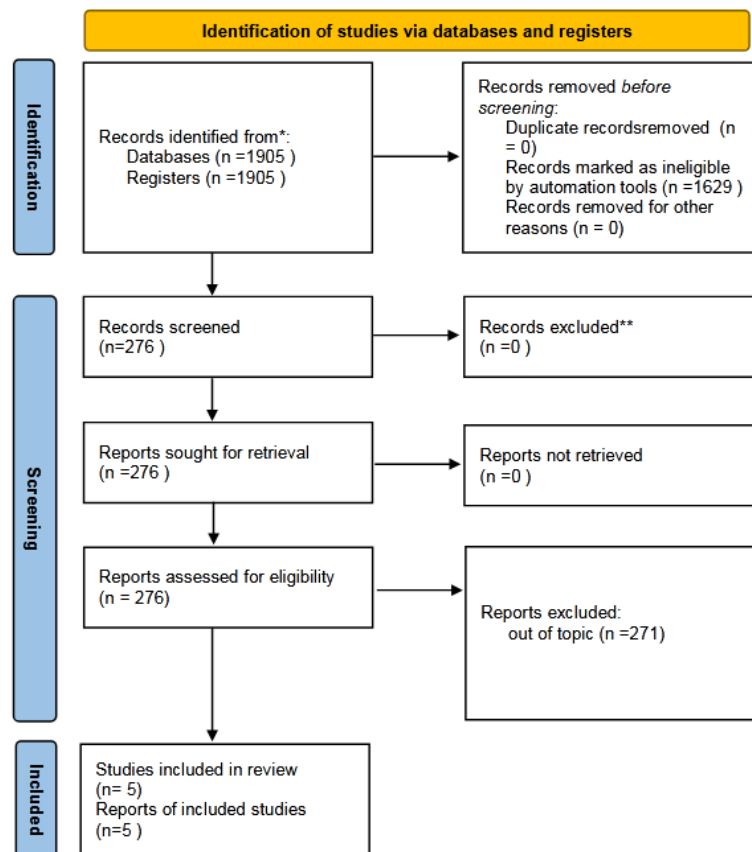 Identification of studies via databases and registers
Identification
Records identified from*:
Databases (n =1905 )
Registers (n =1905 )
Records removed before
screening:
Duplicate recordsremoved  (n
= 0)
Records marked as ineligible
by automation tools (n =1629 )
Records removed for other
reasons (n = 0)
Screening
Records screened
(n=276 )
Records excluded**
(n =0 )
Reports sought for retrieval
(n =276 )
Reports not retrieved
(n =0 )
Reports assessed for eligibility
(n = 276)
Reports excluded:
out of topic (n =271)
Included
Studies included in review
(n= 5)
Reports of included studies
(n=5 )